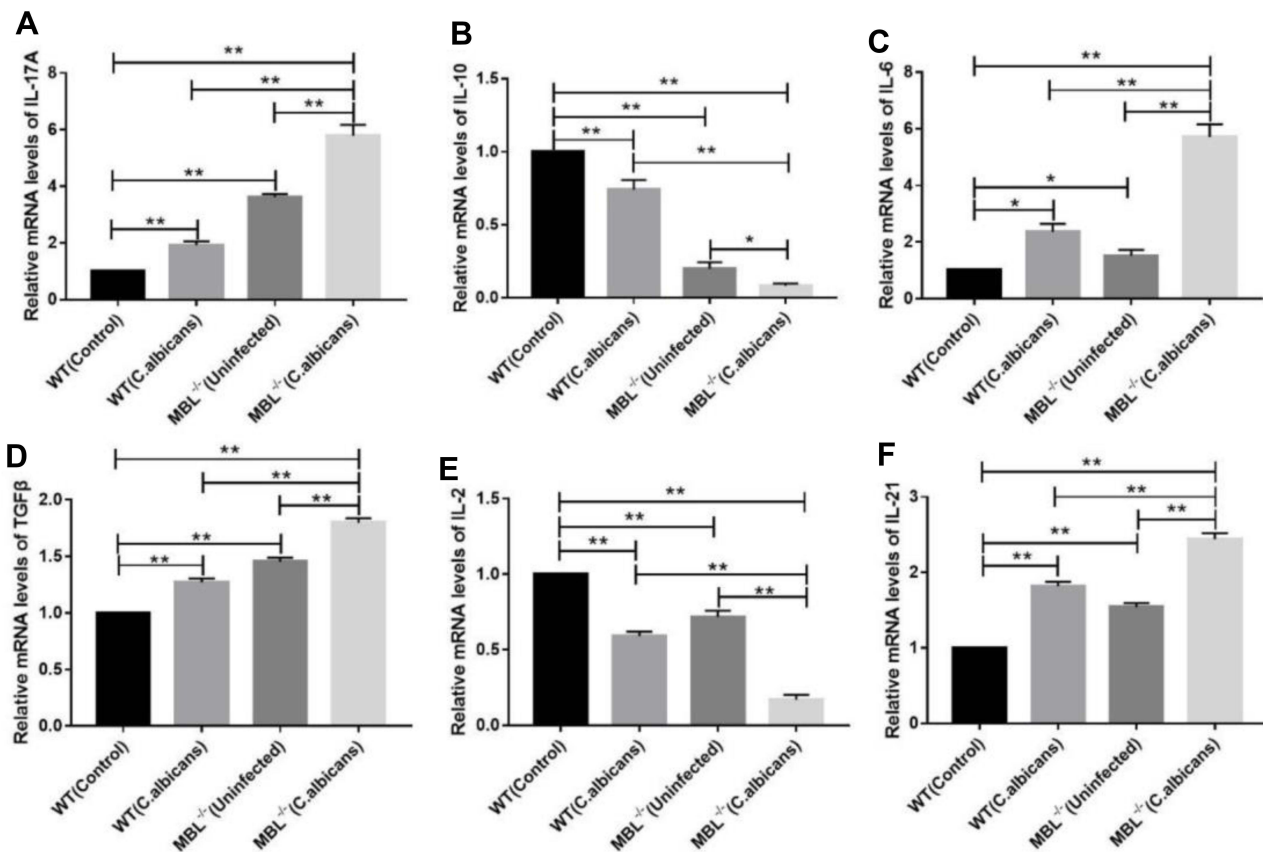 A
Relative mRNA levels of IL-17A
8
6
4
2
0
**
**
**
**
**
WT(Control)
WT(C.albicans)
MBL-/-(Uninfected)
MBL-/-(C.albicans)
B
Relative mRNA levels of IL-10
1.5
1.0
0.5
0.0
**
**
**
**
*
WT(Control)
WT(C.albicans)
MBL-/-(Uninfected)
MBL-/-(C.albicans)
C
Relative mRNA levels of IL-6
8
6
4
2
0
**
**
**
*
*
WT(Control)
WT(C.albicans)
MBL-/-(Uninfected)
MBL-/-(C.albicans)
D
Relative mRNA levels of TGFβ
2.0
1.5
1.0
0.5
0.0
**
**
**
**
**
WT(Control)
WT(C.albicans)
MBL-/-(Uninfected)
MBL-/-(C.albicans)
E
Relative mRNA levels of IL-2
1.5
1.0
0.5
0.0
**
**
**
**
**
WT(Control)
WT(C.albicans)
MBL-/-(Uninfected)
MBL-/-(C.albicans)
F
Relative mRNA levels of IL-21
3
2
1
0
**
**
**
**
**
WT(Control)
WT(C.albicans)
MBL-/-(Uninfected)
MBL-/-(C.albicans)